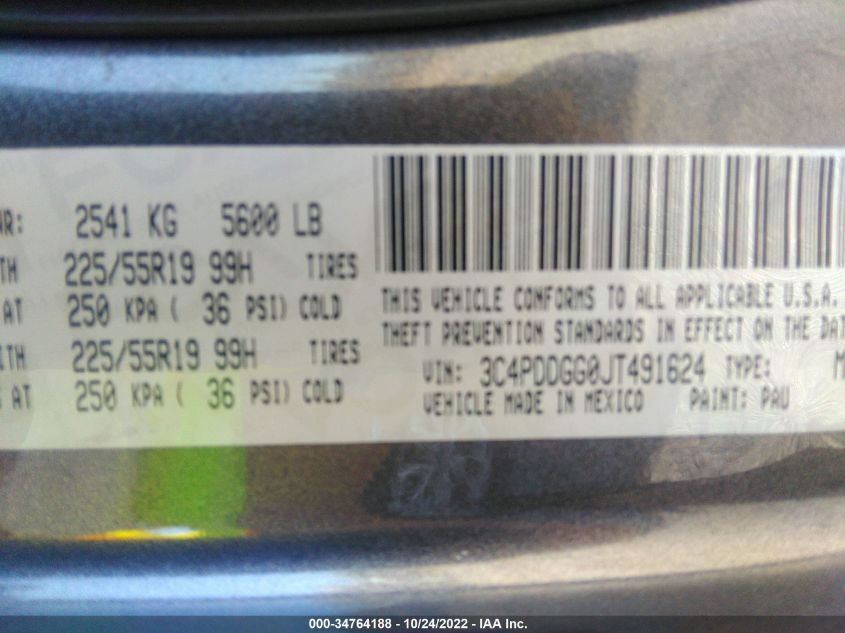 WR: 2541 KG 5600 LB
TH 225/55R19 99H TIRES
AT 250 KPA ( 36 PSI) COLD
ITH 225/55R19 99H TIRES
S AT 250 KPA ( 36 PSI) COLD
THIS VEHICLE CONFORMS TO ALL APPLICABLE U.S.A.
THEFT PREVENTION STANDARDS IN EFFECT ON THE DAT
VIN: 3C4PDDGG0JT491624 TYPE: M
VEHICLE MADE IN MEXICO PAINT: PAU
000-34764188 - 10/24/2022 - IAA Inc.